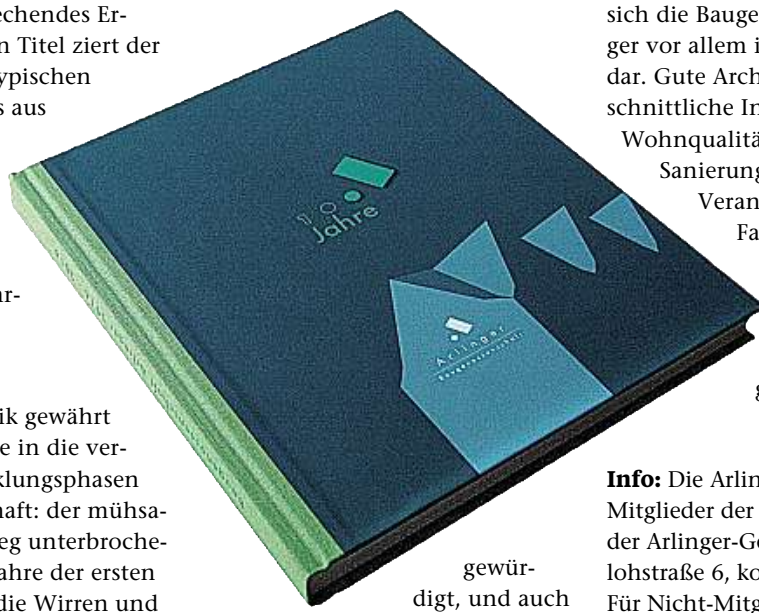 echendes Er-
n Titel ziert der
ypischen
s aus
ar-
ik gewährt
e in die ver-
klungsphasen
haft: der mühsa-
eg unterbroche-
ahre der ersten
die Wirren und
100
Jahre
Arlinger
Baugenossenschaft
gewür-
digt, und auch
sich die Bauge
ger vor allem i
dar. Gute Arch
schnittliche In
Wohnqualitä
Sanierung
Veran
Fa
g
Info: Die Arlin
Mitglieder der
der Arlinger-Ge
lohstraße 6, ko
Für Nicht-Mitg